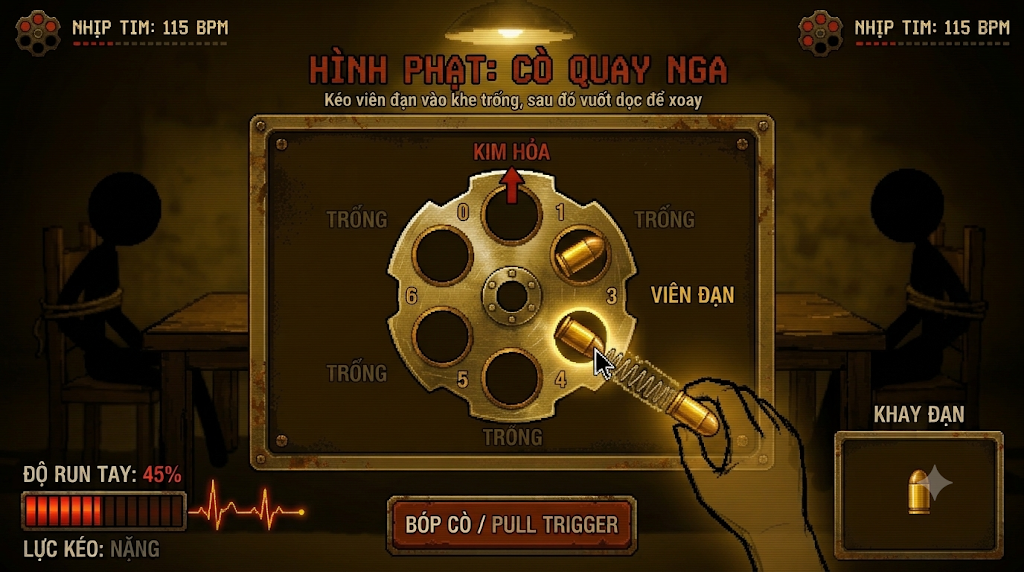 NHỊP TIM: 115 BPM
NHỊP TIM: 115 BPM
HÌNH PHẠT: CÒ QUAY NGA
Kéo viên đạn vào khe trống, sau đó vuốt dọc để xoay
KIM HỎA
0
1
TRỐNG
TRỐNG
6
3
VIÊN ĐẠN
5
4
TRỐNG
TRỐNG
KHAY ĐẠN
ĐỘ RUN TAY: 45%
BÓP CÒ / PULL TRIGGER
LỰC KÉO: NẶNG